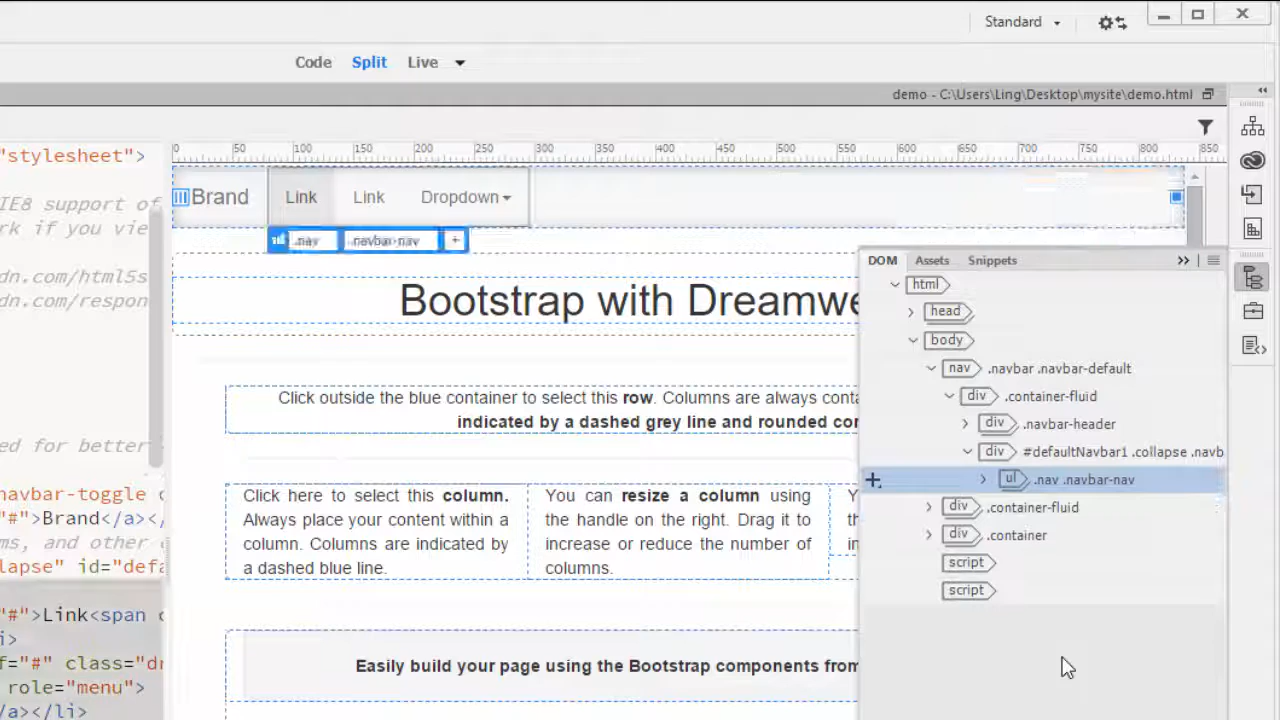 Standard
Code Split Live
demo - C:\Users\Ling\Desktop\mysite\demo.html
0 50 100 150 200 250 300 350 400 450 500 550 600 650 700 750 800 850
"stylesheet">
IE8 support of
rk if you vie
dn.com/html5s
dn.com/respon
ed for better
navbar-toggle c
"#">Brand</a></
ms, and other c
lapse" id="defa
"#">Link<span c
i>
f="#" class="dr
role="menu">
/a></li>
Brand Link Link Dropdown
.nav .navbar-nav +
Bootstrap with Dreamwe
Click outside the blue container to select this row. Columns are always conta
indicated by a dashed grey line and rounded cor
Click here to select this column.
Always place your content within a
column. Columns are indicated by
a dashed blue line.
You can resize a column using
the handle on the right. Drag it to
increase or reduce the number of
columns.
Y
th
in
Easily build your page using the Bootstrap components from
DOM Assets Snippets
html
head
body
nav .navbar .navbar-default
div .container-fluid
div .navbar-header
div #defaultNavbar1 .collapse .navb
ul .nav .navbar-nav
div .container-fluid
div .container
script
script